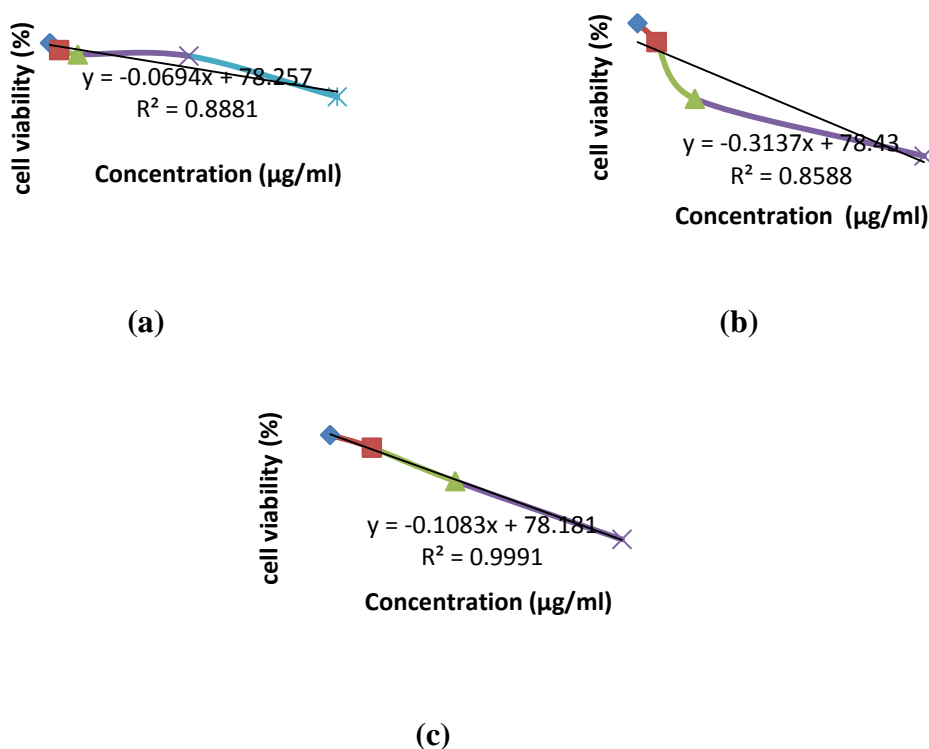 cell viability (%)
y = -0.0694x + 78.257
R² = 0.8881
Concentration (µg/ml)
(a)
cell viability (%)
y = -0.3137x + 78.43
R² = 0.8588
Concentration (µg/ml)
(b)
cell viability (%)
y = -0.1083x + 78.181
R² = 0.9991
Concentration (µg/ml)
(c)